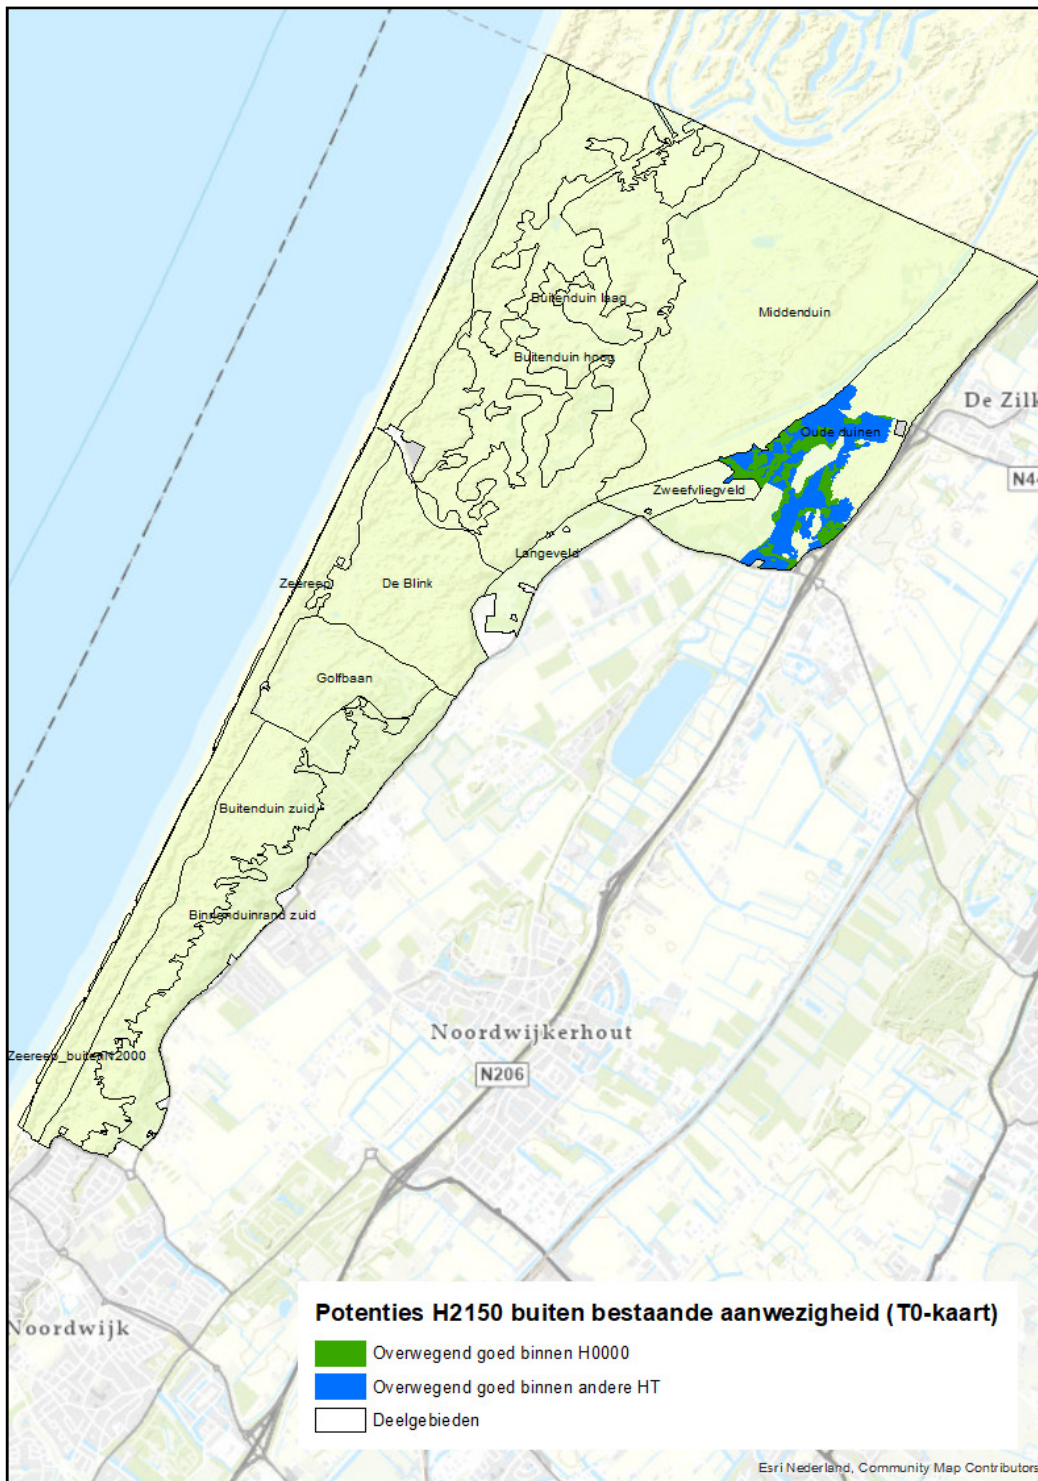 Buitenduin laag
Middenduin
Buitenduin hoog
De Zilk
Oude duinen
N44
Zweefvliegveld
Langeveld
Zeereep
De Blink
Golfbaan
Buitenduin zuid
Binnenduinrand zuid
Noordwijkerhout
Zeereep_buitenN2000
N206
Noordwijk
Potenties H2150 buiten bestaande aanwezigheid (T0-kaart)
Overwegend goed binnen H0000
Overwegend goed binnen andere HT
Deelgebieden
Esri Nederland, Community Map Contributors